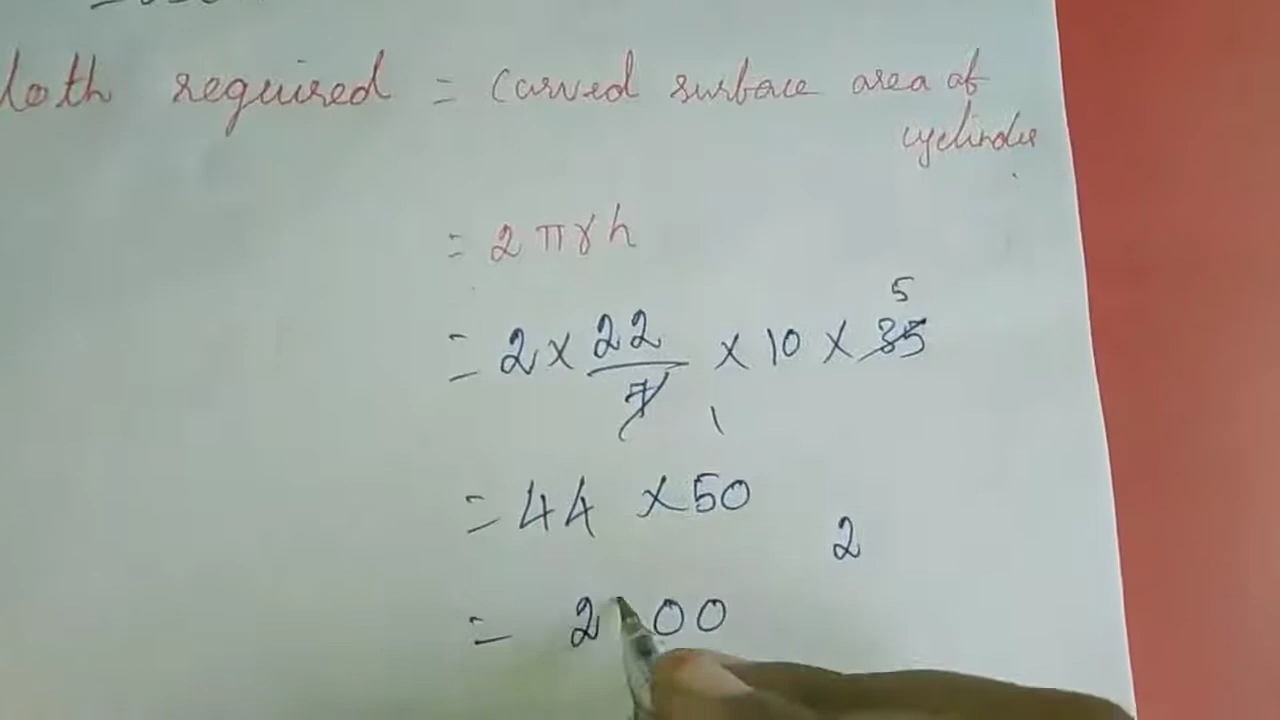 loth required = Curved surface area of
cylinder
= 2πrh
5
= 2 × 22/7 × 10 × 35
1
= 44 × 50
2
= 2 00